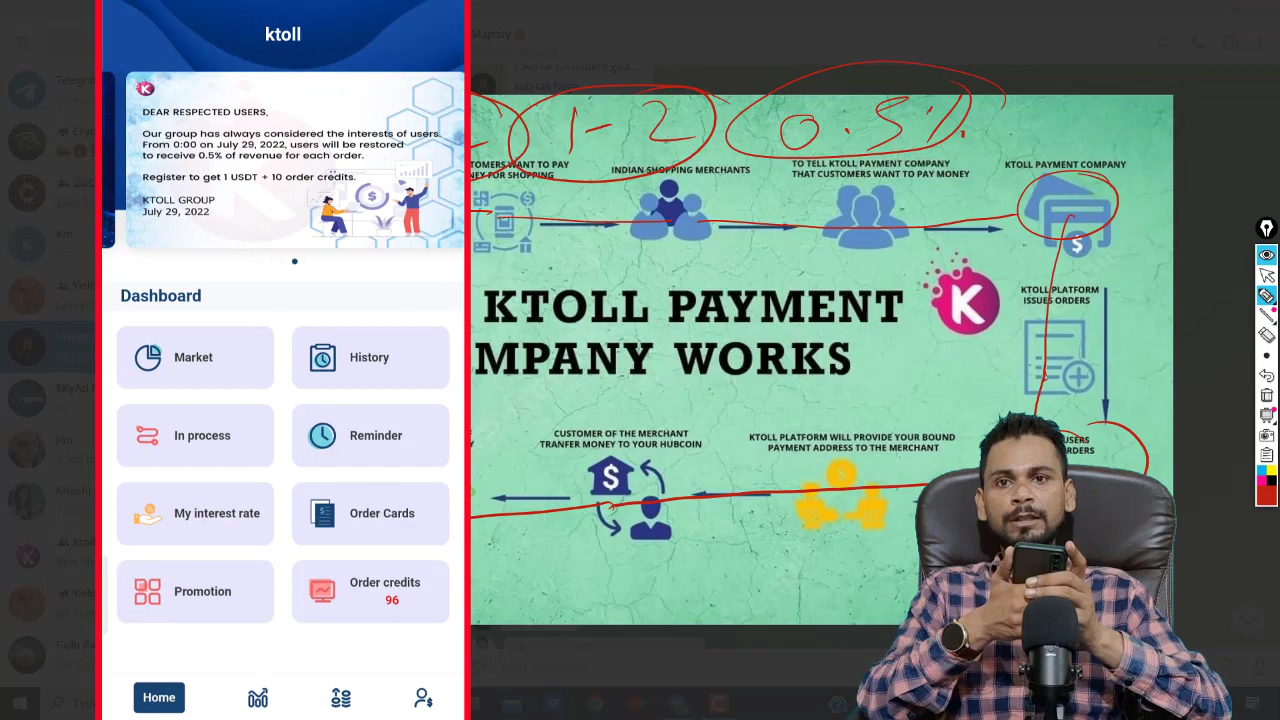 ktoll
DEAR RESPECTED USERS,
Our group has always considered the interests of users.
From 0:00 on July 29, 2022, users will be restored
to receive 0.5% of revenue for each order.
Register to get 1 USDT + 10 order credits.
KTOLL GROUP
July 29, 2022
Dashboard
Market
History
In process
Reminder
My interest rate
Order Cards
Promotion
Order credits
96
Home
Majesty
1-2
0.5%
WANT TO PAY
FOR SHOPPING
INDIAN SHOPPING MERCHANTS
TO TELL KTOLL PAYMENT COMPANY
THAT CUSTOMERS WANT TO PAY MONEY
KTOLL PAYMENT COMPANY
KTOLL PAYMENT
MPANY WORKS
K
KTOLL PLATFORM
ISSUES ORDERS
CUSTOMER OF THE MERCHANT
TRANFER MONEY TO YOUR HUBCOIN
KTOLL PLATFORM WILL PROVIDE YOUR BOUND
PAYMENT ADDRESS TO THE MERCHANT
USERS
ORDERS
Telegra
Jon
Khushi